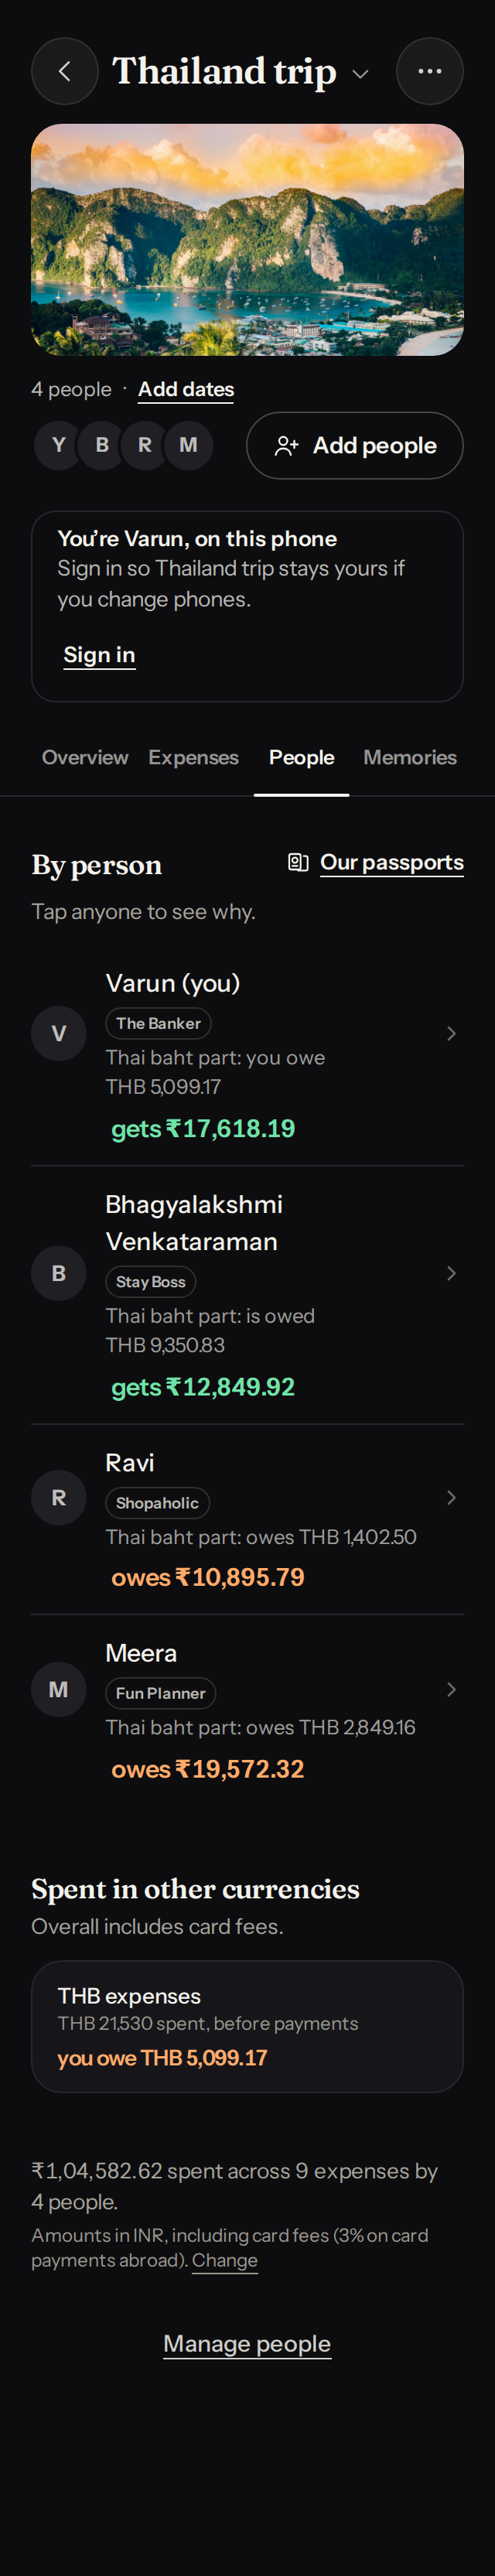 Thailand trip
4 people · Add dates
Y B R M
Add people
You’re Varun, on this phone
Sign in so Thailand trip stays yours if
you change phones.
Sign in
Overview Expenses People Memories
By person
Our passports
Tap anyone to see why.
V
Varun (you)
The Banker
Thai baht part: you owe
THB 5,099.17
gets ₹17,618.19
B
Bhagyalakshmi
Venkataraman
Stay Boss
Thai baht part: is owed
THB 9,350.83
gets ₹12,849.92
R
Ravi
Shopaholic
Thai baht part: owes THB 1,402.50
owes ₹10,895.79
M
Meera
Fun Planner
Thai baht part: owes THB 2,849.16
owes ₹19,572.32
Spent in other currencies
Overall includes card fees.
THB expenses
THB 21,530 spent, before payments
you owe THB 5,099.17
₹1,04,582.62 spent across 9 expenses by
4 people.
Amounts in INR, including card fees (3% on card
payments abroad). Change
Manage people